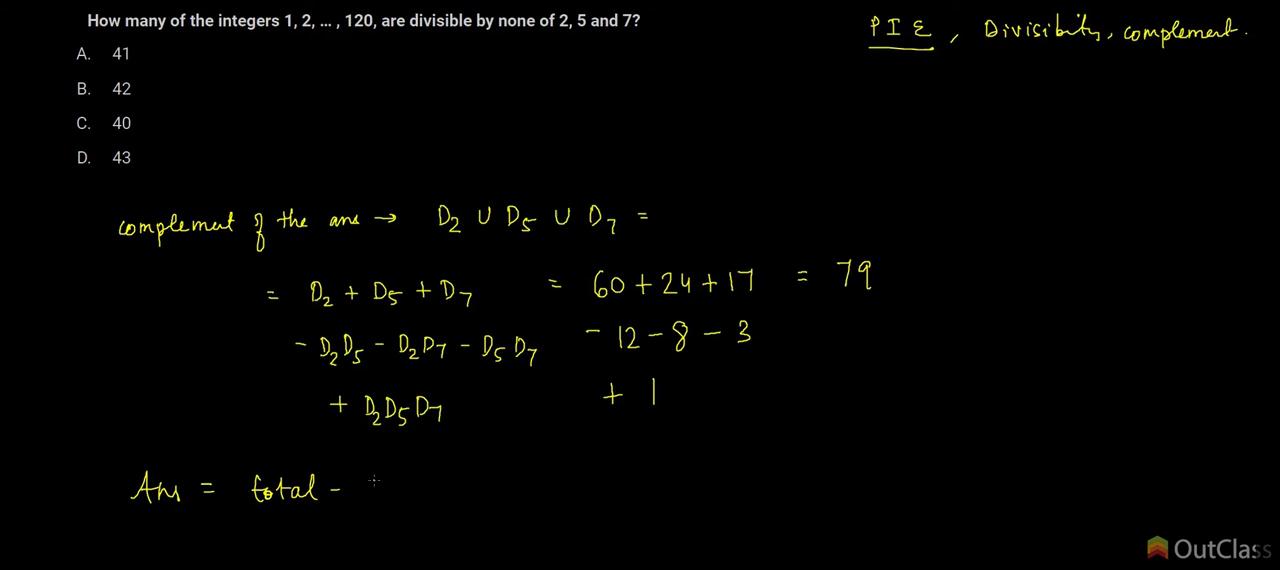 How many of the integers 1, 2, ... , 120, are divisible by none of 2, 5 and 7?
PIE, Divisibity, complement.
A. 41
B. 42
C. 40
D. 43
complement of the ans → D₂ ∪ D₅ ∪ D₇ =
= D₂ + D₅ + D₇ = 60 + 24 + 17 = 79
- D₂D₅ - D₂D₇ - D₅D₇ - 12 - 8 - 3
+ D₂D₅D₇ + 1
Ans = total -
OutClass